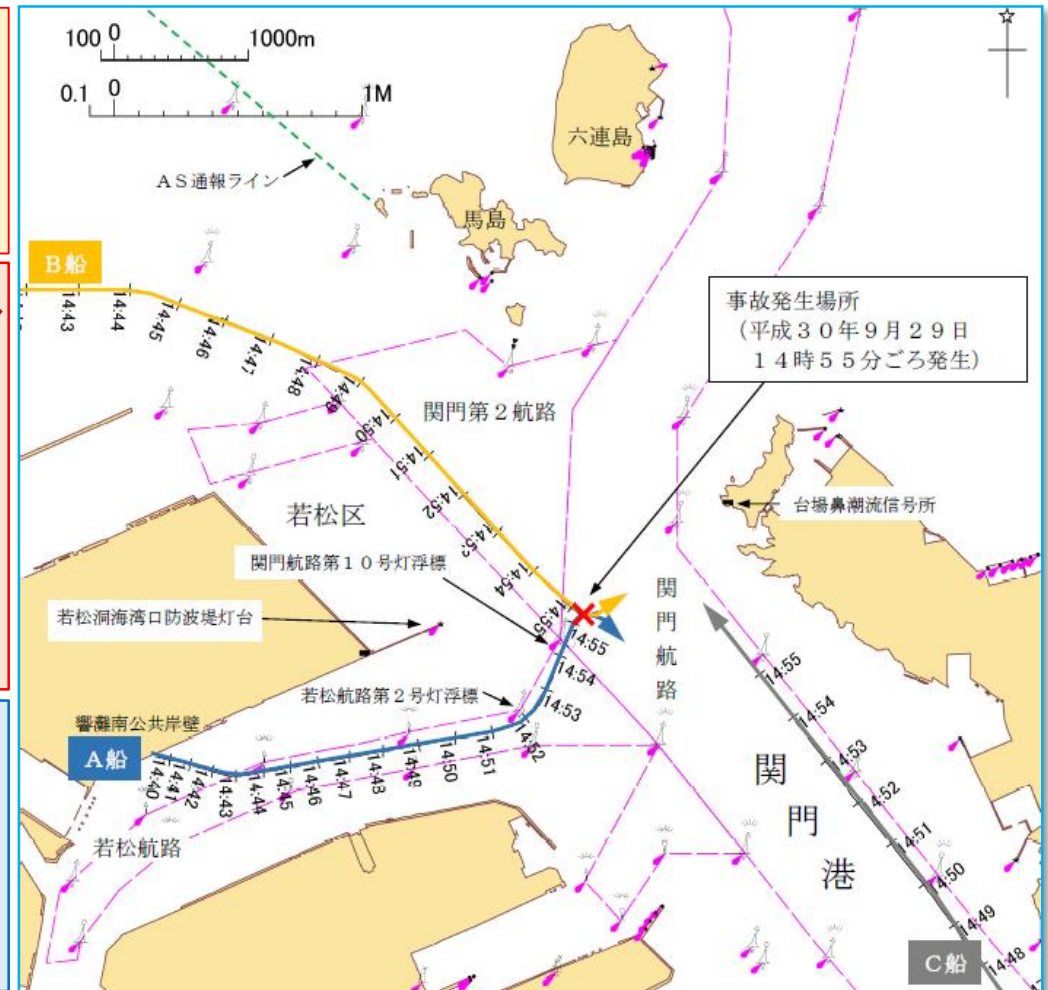 100 0 1000m
0.1 0 1M
AS通報ライン
六連島
馬島
B船
14:43
14:44
14:45
14:46
14:47
14:48
14:49
14:50
14:51
14:52
14:53
14:54
14:55
事故発生場所
(平成30年9月29日
14時55分ごろ発生)
関門第2航路
若松区
台場鼻潮流信号所
関門航路第10号灯浮標
関門航路
若松洞海湾口防波堤灯台
若松航路第2号灯浮標
響灘南公共岸壁
A船
14:40
14:41
14:42
14:43
14:44
14:45
14:46
14:47
14:48
14:49
14:50
14:51
14:52
14:53
14:54
14:55
若松航路
関門港
14:55
14:54
14:53
14:52
14:51
14:50
14:49
14:48
C船